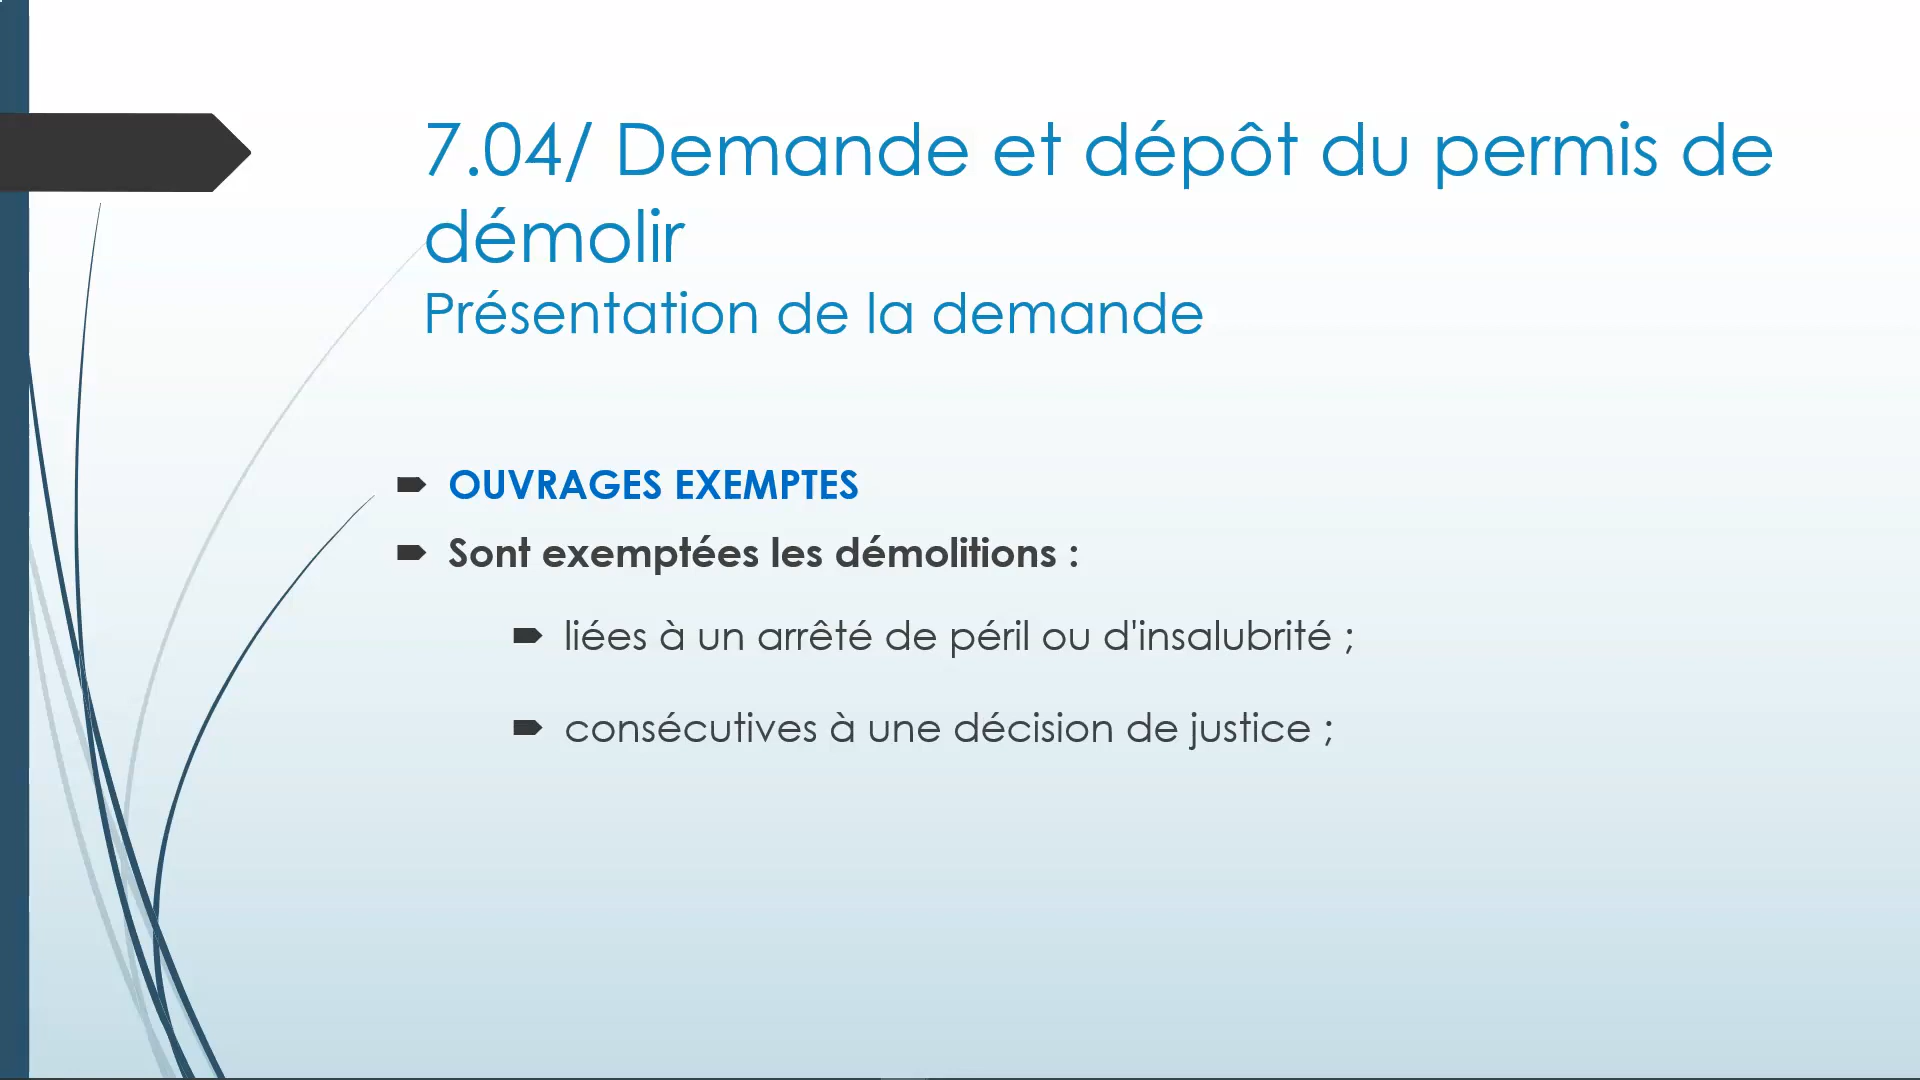 7.04/ Demande et dépôt du permis de
démolir
Présentation de la demande
OUVRAGES EXEMPTES
Sont exemptées les démolitions :
liées à un arrêté de péril ou d'insalubrité ;
consécutives à une décision de justice ;